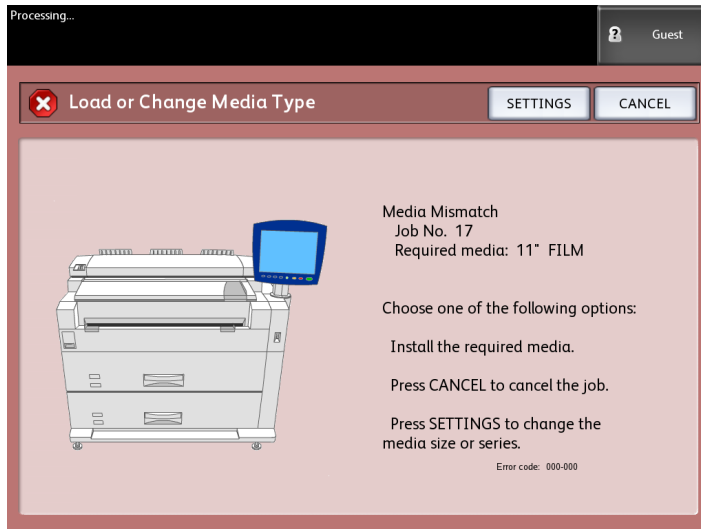 Processing...
Guest
Load or Change Media Type
SETTINGS
CANCEL
Media Mismatch
Job No. 17
Required media: 11" FILM
Choose one of the following options:
Install the required media.
Press CANCEL to cancel the job.
Press SETTINGS to change the
media size or series.
Error code: 000-000